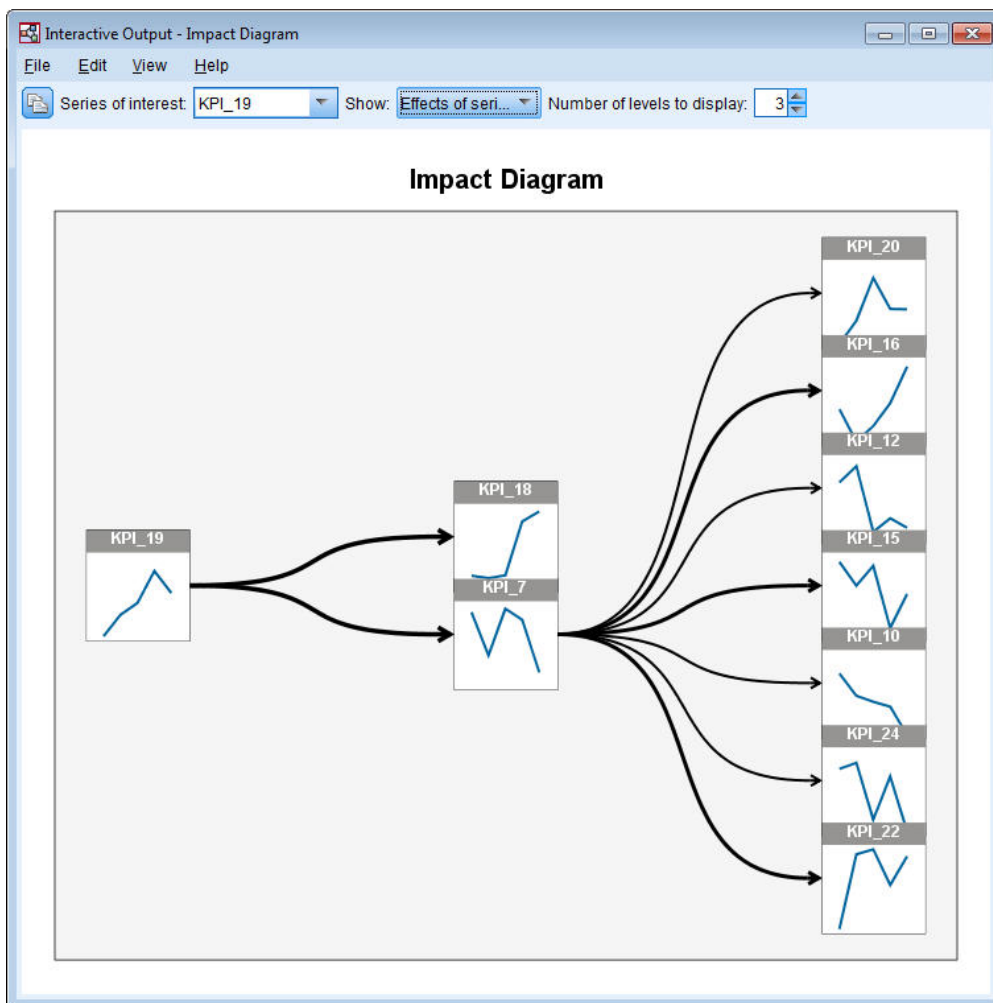 Interactive Output - Impact Diagram
File Edit View Help
Series of interest: KPI_19 Show: Effects of seri... Number of levels to display: 3
Impact Diagram
KPI_20
KPI_16
KPI_12
KPI_18
KPI_19
KPI_15
KPI_7
KPI_10
KPI_24
KPI_22